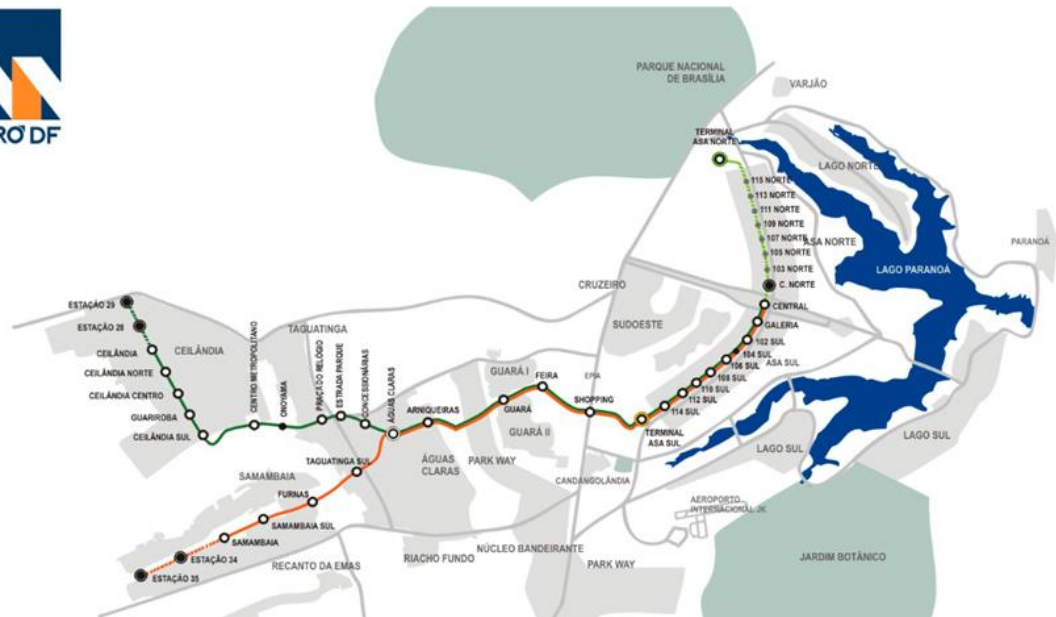 RÔ DF
PARQUE NACIONAL
DE BRASÍLIA
VARJÃO
TERMINAL
ASA NORTE
LAGO NORTE
115 NORTE
113 NORTE
111 NORTE
109 NORTE
107 NORTE
105 NORTE
103 NORTE
C. NORTE
ASA NORTE
PARANOÁ
LAGO PARANOÁ
CRUZEIRO
CENTRAL
GALERIA
102 SUL
104 SUL
106 SUL
108 SUL
110 SUL
112 SUL
114 SUL
ASA SUL
SUDOESTE
ESTAÇÃO 29
ESTAÇÃO 28
CEILÂNDIA
CEILÂNDIA
CEILÂNDIA NORTE
CEILÂNDIA CENTRO
GUARIROBA
CEILÂNDIA SUL
TAGUATINGA
CENTRO METROPOLITANO
ONOYAMA
PRAÇA DO RELÓGIO
ESTRADA PARQUE
CONCESSIONÁRIAS
ÁGUAS CLARAS
ARNIQUEIRAS
GUARÁ I
GUARÁ
GUARÁ II
FEIRA
EPIA
SHOPPING
TERMINAL
ASA SUL
LAGO SUL
LAGO SUL
TAGUATINGA SUL
ÁGUAS
CLARAS
PARK WAY
CANDANGOLÂNDIA
SAMAMBAIA
FURNAS
SAMAMBAIA SUL
SAMAMBAIA
ESTAÇÃO 34
ESTAÇÃO 35
RECANTO DA EMAS
RIACHO FUNDO
NÚCLEO BANDEIRANTE
PARK WAY
AEROPORTO
INTERNACIONAL JK
JARDIM BOTÂNICO